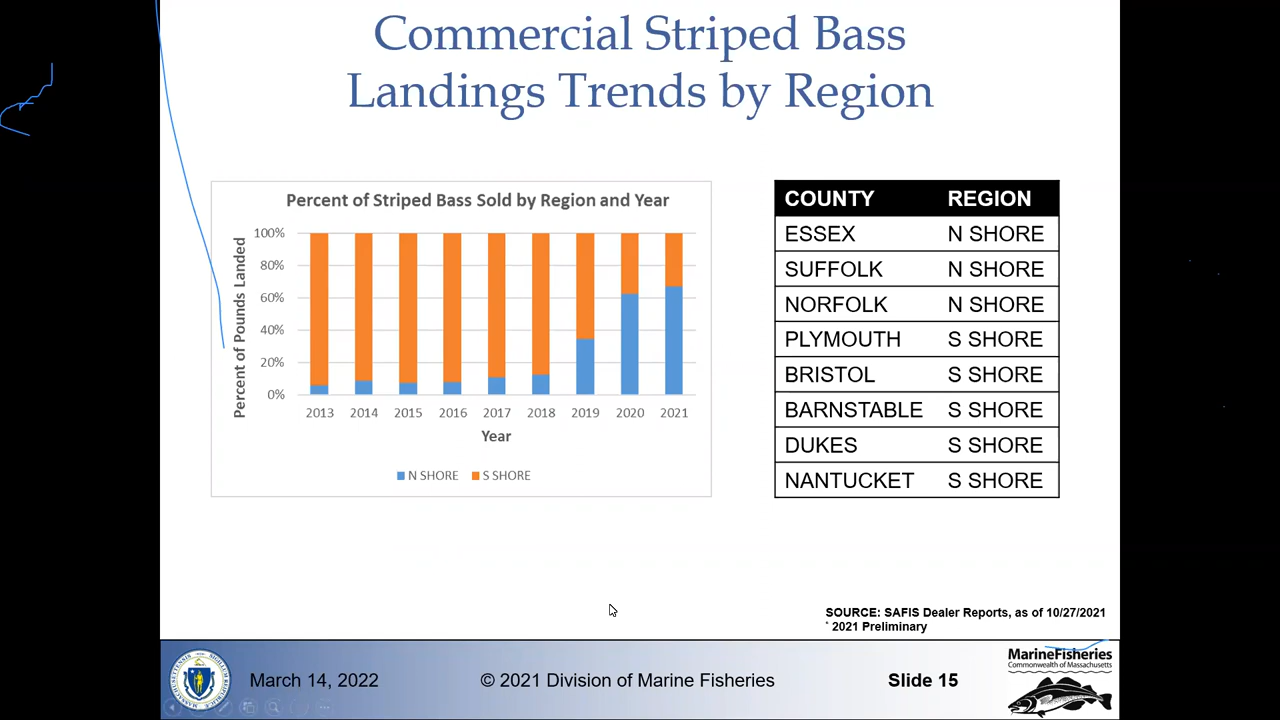 Commercial Striped Bass
Landings Trends by Region
Percent of Striped Bass Sold by Region and Year
Percent of Pounds Landed
100%
80%
60%
40%
20%
0%
2013 2014 2015 2016 2017 2018 2019 2020 2021
Year
N SHORE S SHORE
COUNTY REGION
ESSEX N SHORE
SUFFOLK N SHORE
NORFOLK N SHORE
PLYMOUTH S SHORE
BRISTOL S SHORE
BARNSTABLE S SHORE
DUKES S SHORE
NANTUCKET S SHORE
SOURCE: SAFIS Dealer Reports, as of 10/27/2021
* 2021 Preliminary
March 14, 2022
© 2021 Division of Marine Fisheries
Slide 15
MarineFisheries
Commonwealth of Massachusetts